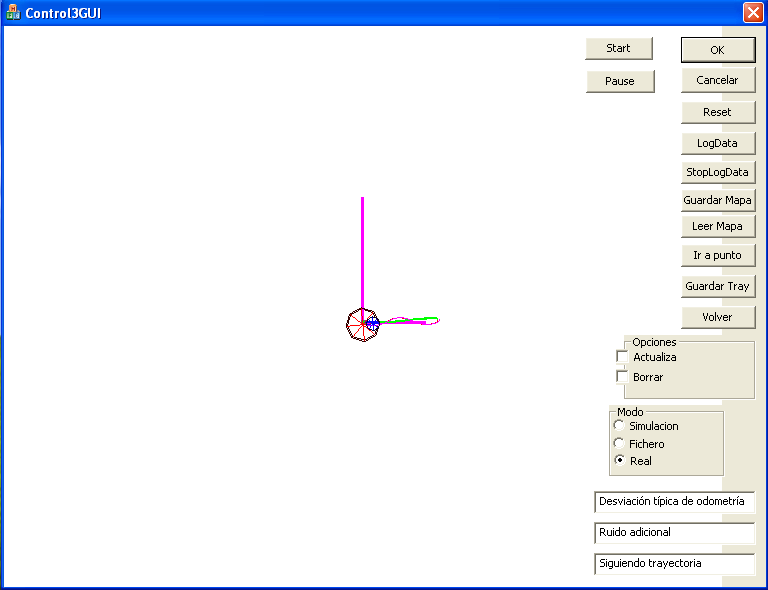 Control3GUI
Start
OK
Pause
Cancelar
Reset
LogData
StopLogData
Guardar Mapa
Leer Mapa
Ir a punto
Guardar Tray
Volver
Opciones
Actualiza
Borrar
Modo
Simulacion
Fichero
Real
Desviación típica de odometría
Ruido adicional
Siguiendo trayectoria